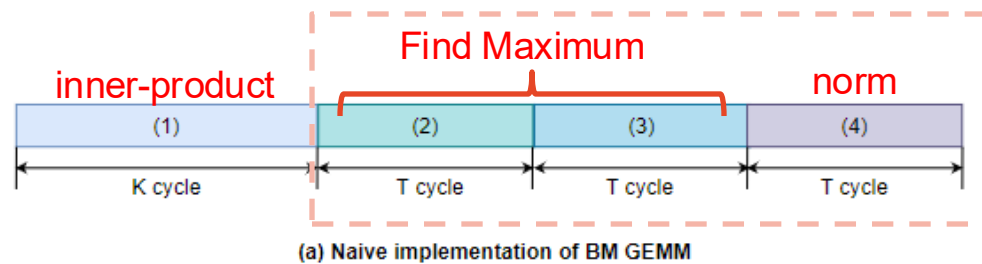 Find Maximum
inner-product
norm
(1)
(2)
(3)
(4)
K cycle
T cycle
T cycle
T cycle
(a) Naive implementation of BM GEMM